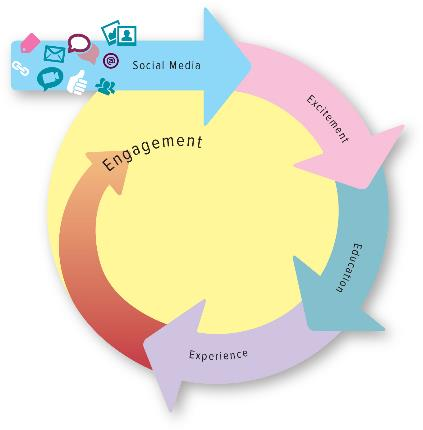 Social Media
Excitement
Education
Experience
Engagement
@